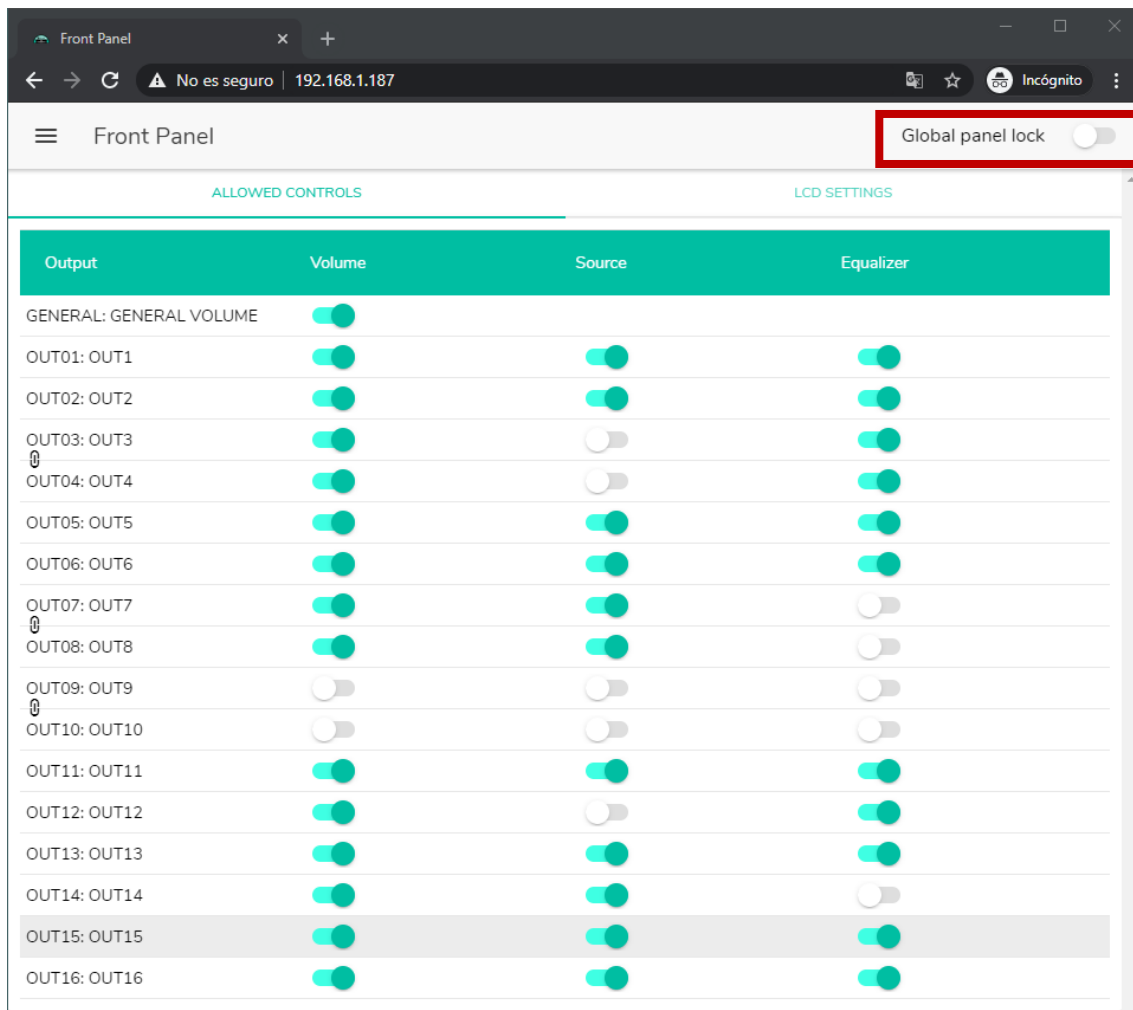 Front Panel
No es seguro | 192.168.1.187 Incógnito
Front Panel Global panel lock
ALLOWED CONTROLS LCD SETTINGS
Output Volume Source Equalizer
GENERAL: GENERAL VOLUME
OUT01: OUT1
OUT02: OUT2
OUT03: OUT3
OUT04: OUT4
OUT05: OUT5
OUT06: OUT6
OUT07: OUT7
OUT08: OUT8
OUT09: OUT9
OUT10: OUT10
OUT11: OUT11
OUT12: OUT12
OUT13: OUT13
OUT14: OUT14
OUT15: OUT15
OUT16: OUT16